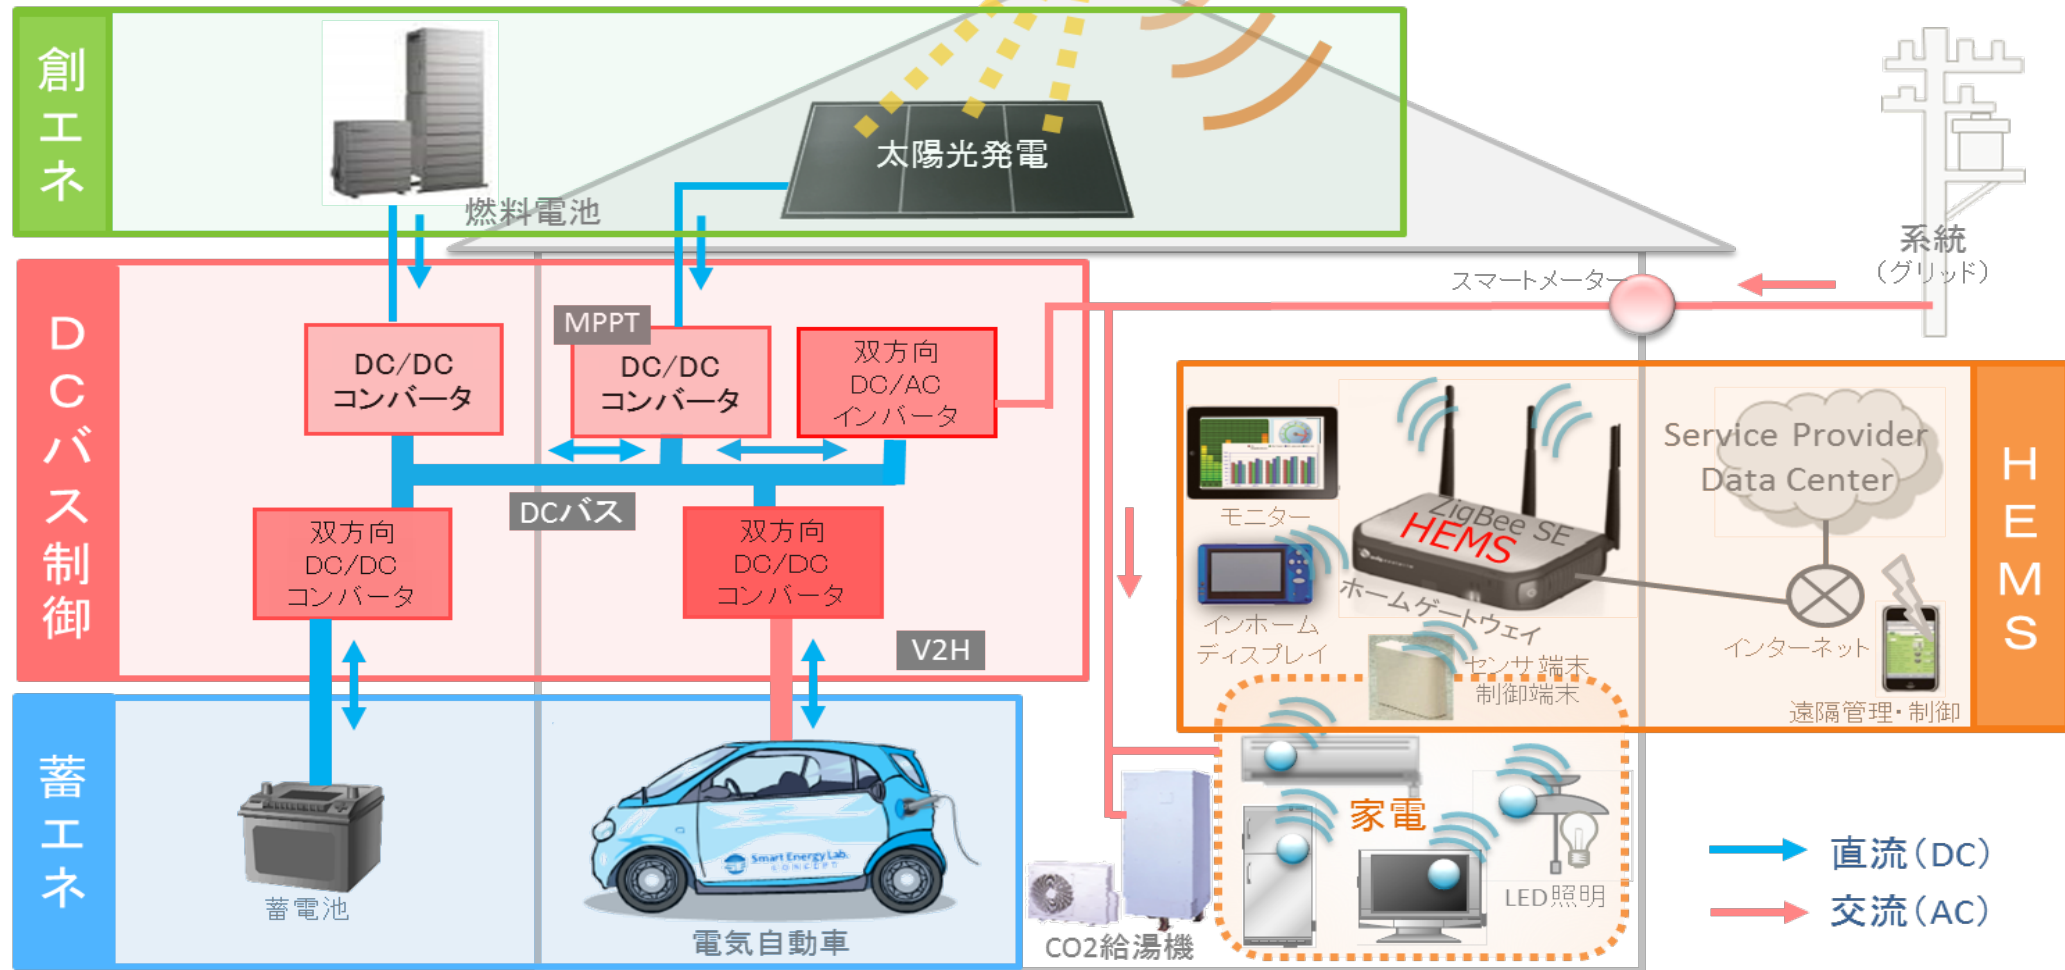 創エネ
燃料電池
太陽光発電
系統
(グリッド)
スマートメーター
DCバス制御
DC/DC
コンバータ
MPPT
DC/DC
コンバータ
双方向
DC/AC
インバータ
DCバス
双方向
DC/DC
コンバータ
双方向
DC/DC
コンバータ
V2H
HEMS
モニター
ZigBee SE
HEMS
ホームゲートウェイ
Service Provider
Data Center
インホーム
ディスプレイ
センサ端末
制御端末
インターネット
遠隔管理・制御
蓄エネ
蓄電池
Smart Energy Lab.
CONCEPT
電気自動車
CO2給湯機
家電
LED照明
直流(DC)
交流(AC)